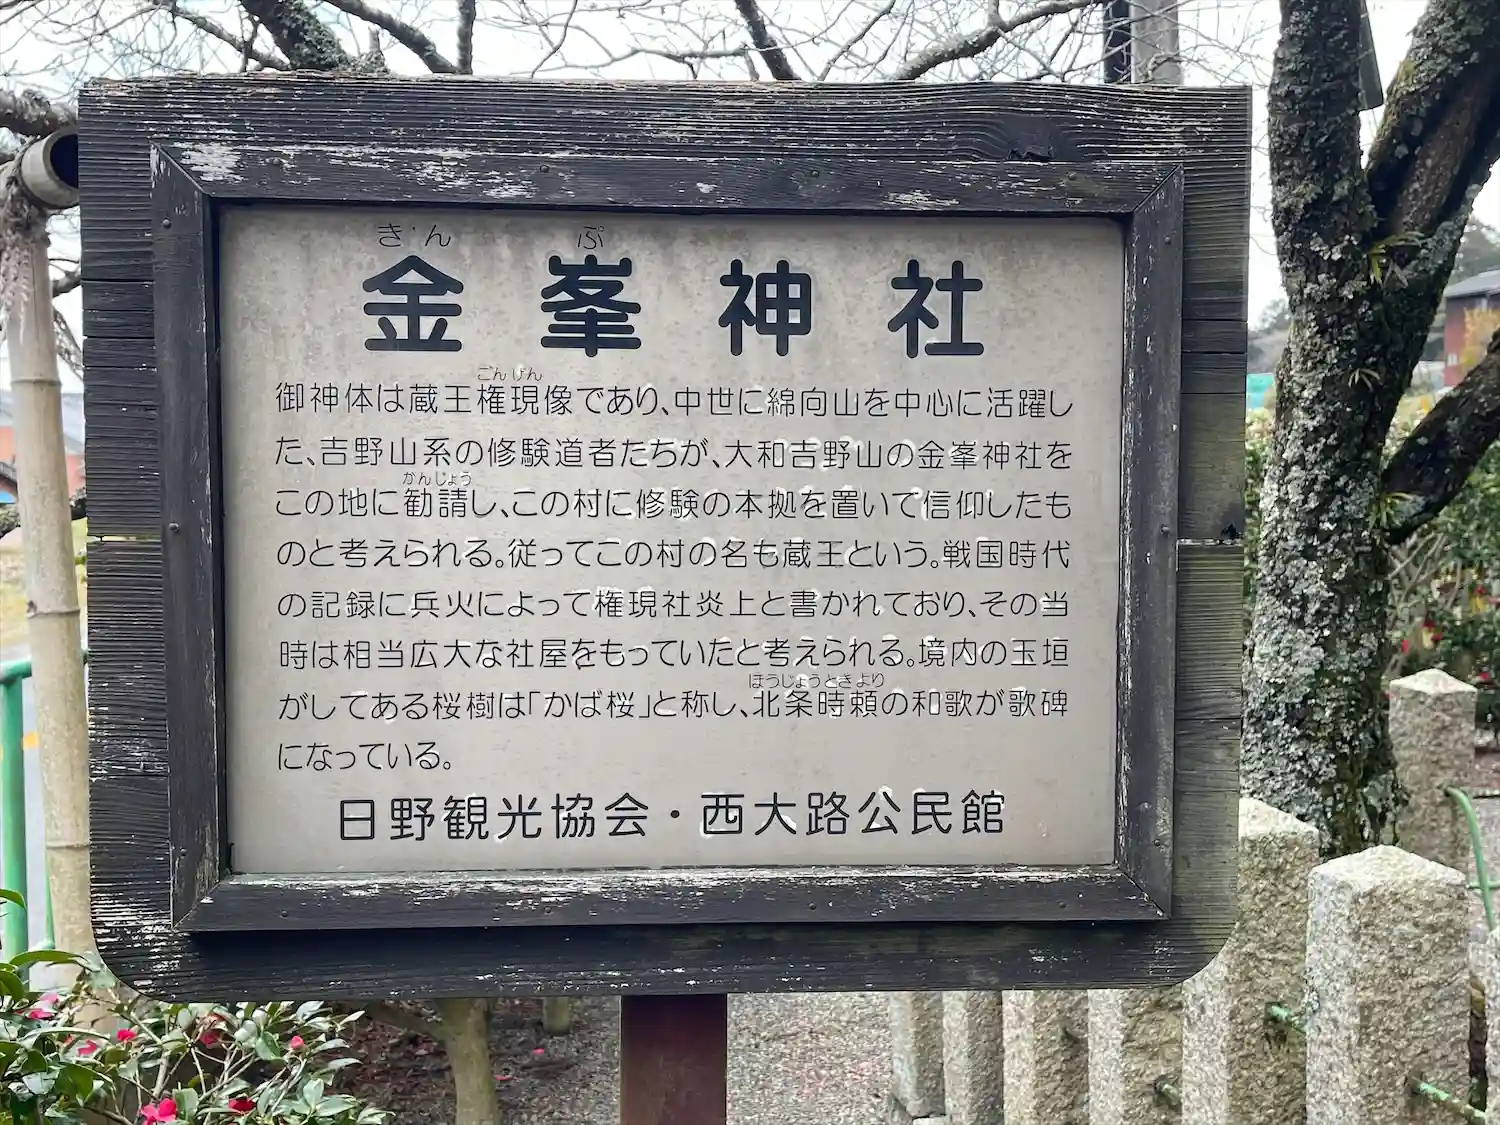 きんぷ
金峯神社
ごんげん
御神体は蔵王権現像であり、中世に綿向山を中心に活躍し
た、吉野山系の修験道者たちが、大和吉野山の金峯神社を
かんじょう
この地に勧請し、この村に修験の本拠を置いて信仰したも
のと考えられる。従ってこの村の名も蔵王という。戦国時代
の記録に兵火によって権現社炎上と書かれており、その当
時は相当広大な社屋をもっていたと考えられる。境内の玉垣
ほうじょうときより
がしてある桜樹は「かば桜」と称し、北条時頼の和歌が歌碑
になっている。
日野観光協会・西大路公民館